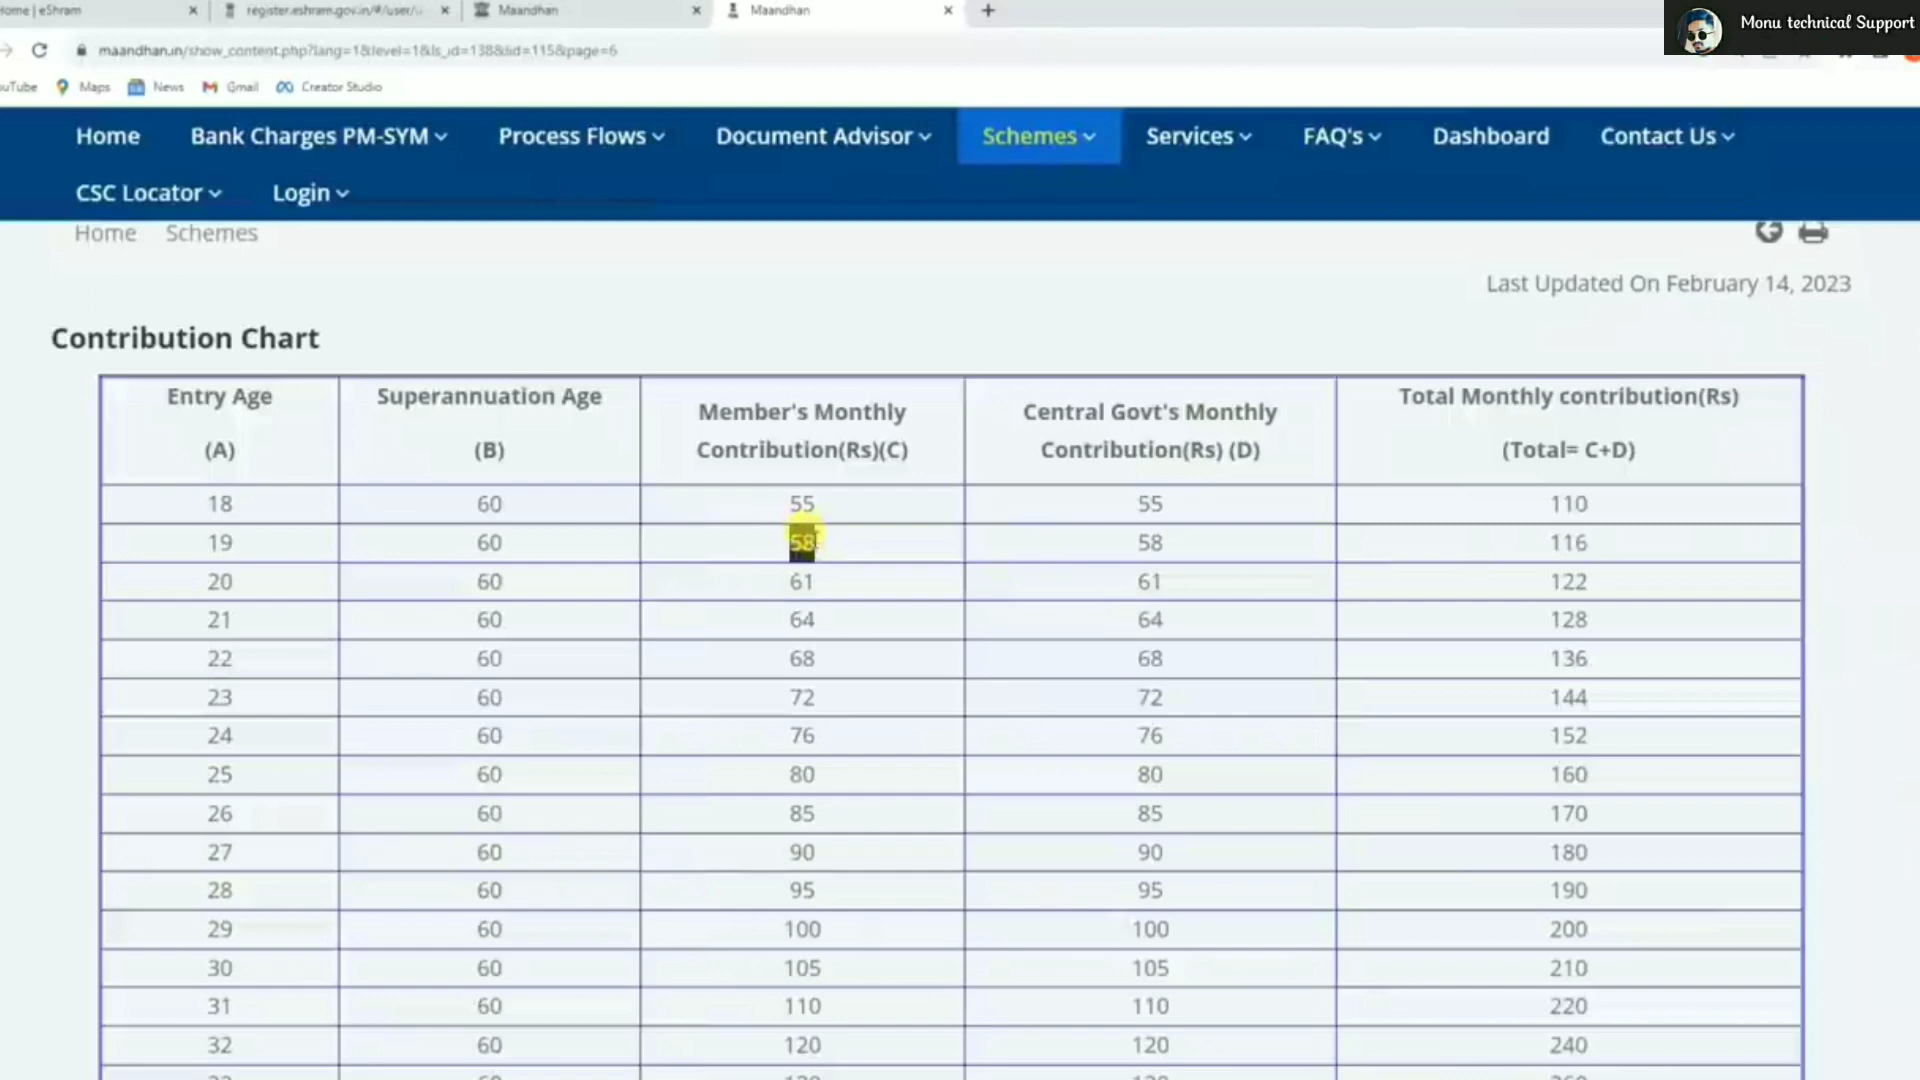 ome | eShram
register.eshram.gov.in/#/user/
Maandhan
Maandhan
Monu technical Support
maandhan.in/show_content.php?lang=1&level=1&ls_id=138&lid=115&page=6
ouTube Maps News Gmail Creator Studio
Home Bank Charges PM-SYM Process Flows Document Advisor Schemes Services FAQ's Dashboard Contact Us
CSC Locator Login
Home Schemes
Last Updated On February 14, 2023
Contribution Chart
Entry Age (A) Superannuation Age (B) Member's Monthly Contribution(Rs)(C) Central Govt's Monthly Contribution(Rs) (D) Total Monthly contribution(Rs) (Total= C+D)
18 60 55 55 110
19 60 58 58 116
20 60 61 61 122
21 60 64 64 128
22 60 68 68 136
23 60 72 72 144
24 60 76 76 152
25 60 80 80 160
26 60 85 85 170
27 60 90 90 180
28 60 95 95 190
29 60 100 100 200
30 60 105 105 210
31 60 110 110 220
32 60 120 120 240